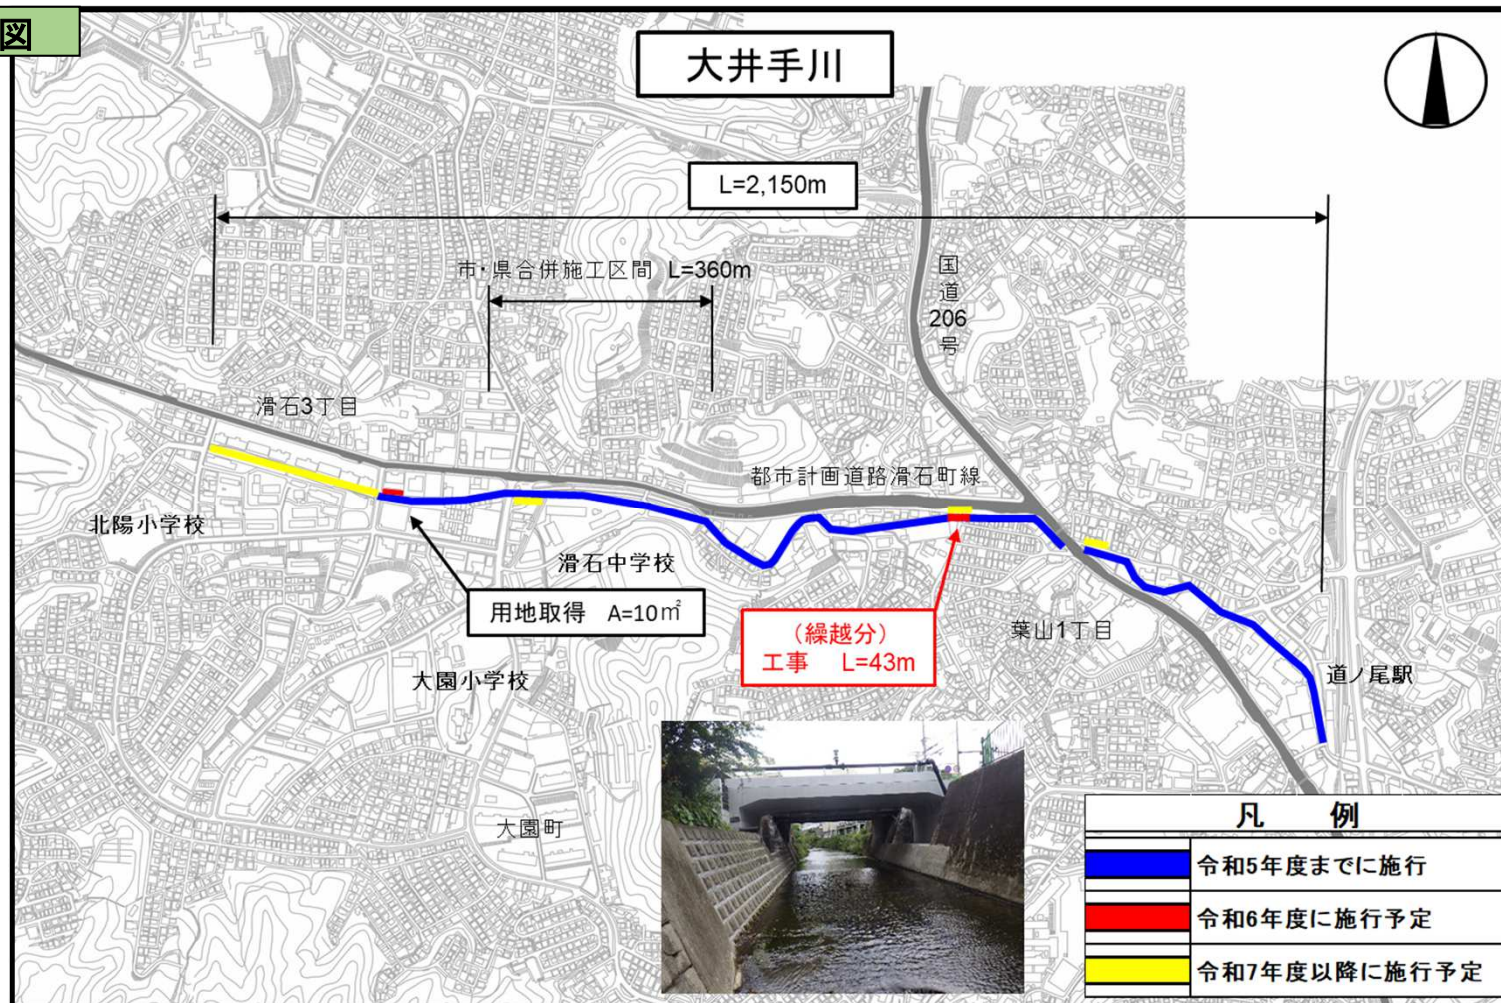 図
大井手川
L=2,150m
市・県合併施工区間 L=360m
国道206号
滑石3丁目
都市計画道路滑石町線
北陽小学校
滑石中学校
用地取得 A=10㎡
（繰越分）
工事 L=43m
葉山1丁目
大園小学校
道ノ尾駅
大園町
凡 例
令和5年度までに施行
令和6年度に施行予定
令和7年度以降に施行予定